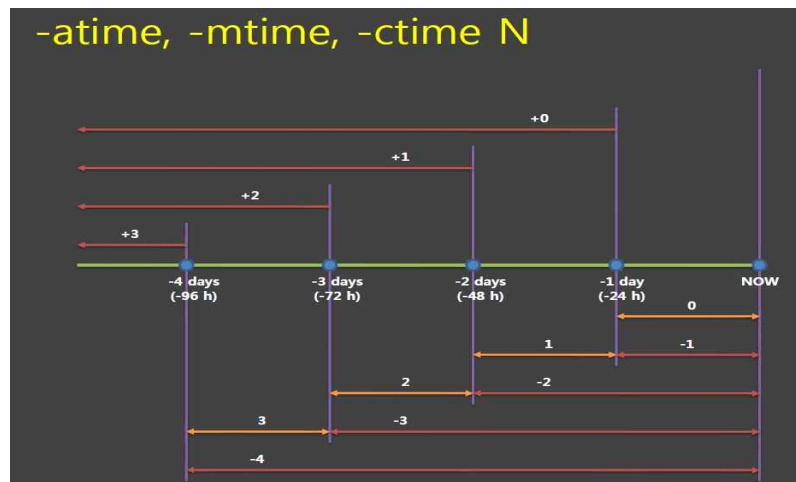 -atime, -mtime, -ctime N
+0
+1
+2
+3
-4 days
(-96 h)
-3 days
(-72 h)
-2 days
(-48 h)
-1 day
(-24 h)
NOW
0
1
-1
2
-2
3
-3
-4